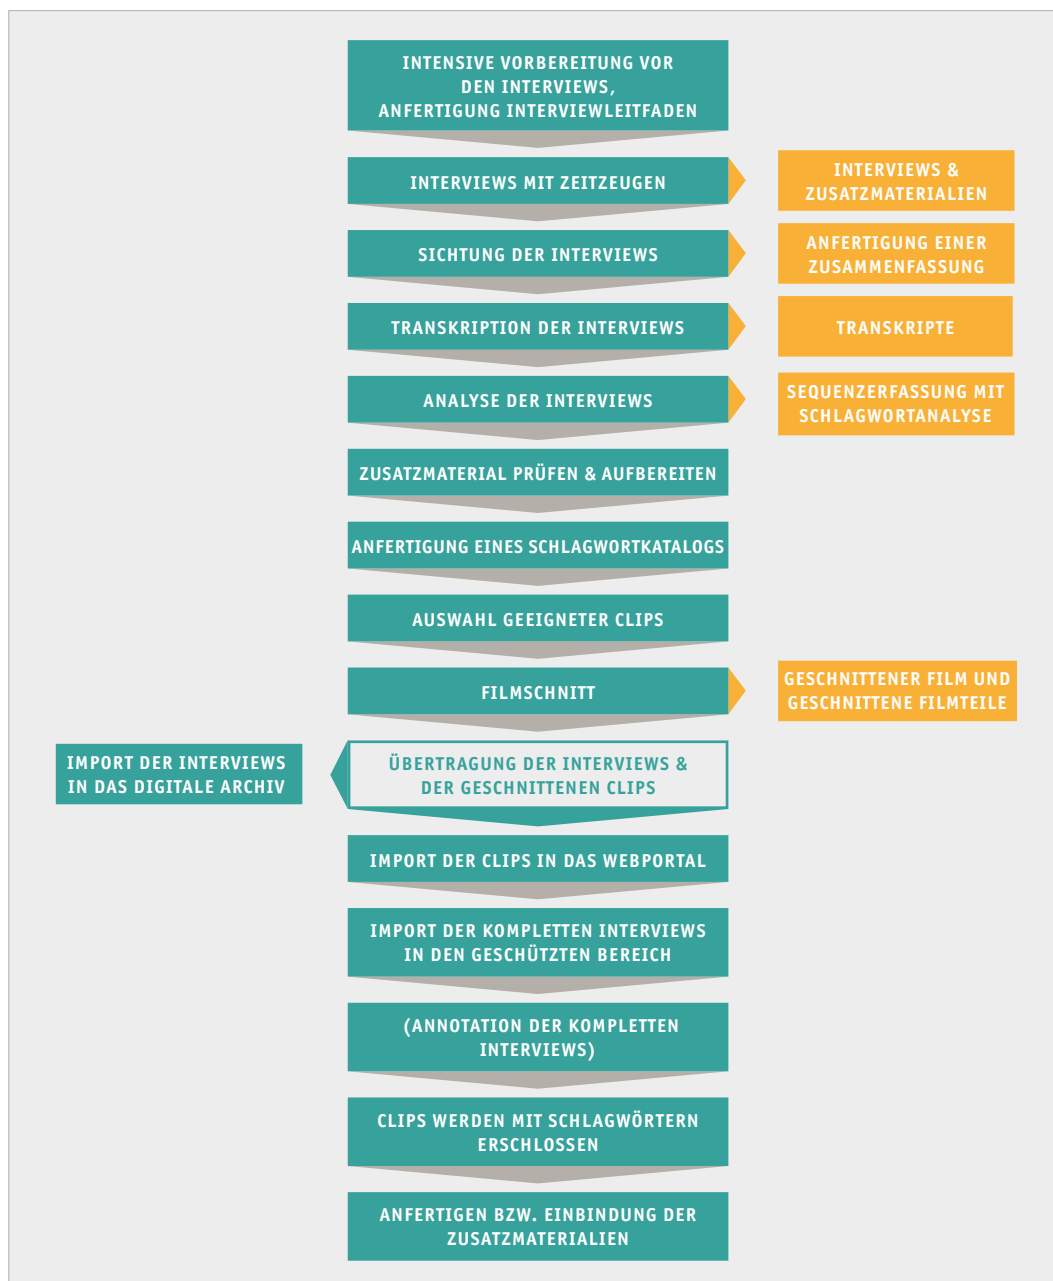 INTENSIVE VORBEREITUNG VOR
DEN INTERVIEWS,
ANFERTIGUNG INTERVIEWLEITFADEN
INTERVIEWS MIT ZEITZEUGEN
INTERVIEWS &
ZUSATZMATERIALIEN
SICHTUNG DER INTERVIEWS
ANFERTIGUNG EINER
ZUSAMMENFASSUNG
TRANSKRIPTION DER INTERVIEWS
TRANSKRIPTE
ANALYSE DER INTERVIEWS
SEQUENZERFASSUNG MIT
SCHLAGWORTANALYSE
ZUSATZMATERIAL PRÜFEN & AUFBEREITEN
ANFERTIGUNG EINES SCHLAGWORTKATALOGS
AUSWAHL GEEIGNETER CLIPS
FILMSCHNITT
GESCHNITTENER FILM UND
GESCHNITTENE FILMTEILE
IMPORT DER INTERVIEWS
IN DAS DIGITALE ARCHIV
ÜBERTRAGUNG DER INTERVIEWS &
DER GESCHNITTENEN CLIPS
IMPORT DER CLIPS IN DAS WEBPORTAL
IMPORT DER KOMPLETTEN INTERVIEWS
IN DEN GESCHÜTZTEN BEREICH
(ANNOTATION DER KOMPLETTEN
INTERVIEWS)
CLIPS WERDEN MIT SCHLAGWÖRTERN
ERSCHLOSSEN
ANFERTIGEN BZW. EINBINDUNG DER
ZUSATZMATERIALIEN